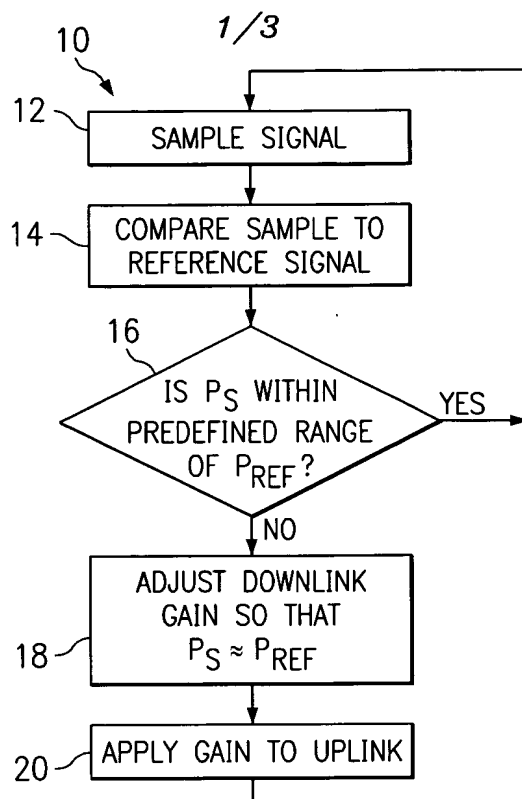 1/3
10
12
SAMPLE SIGNAL
14
COMPARE SAMPLE TO
REFERENCE SIGNAL
16
IS PS WITHIN
PREDEFINED RANGE
OF PREF?
YES
NO
18
ADJUST DOWNLINK
GAIN SO THAT
PS ≈ PREF
20
APPLY GAIN TO UPLINK